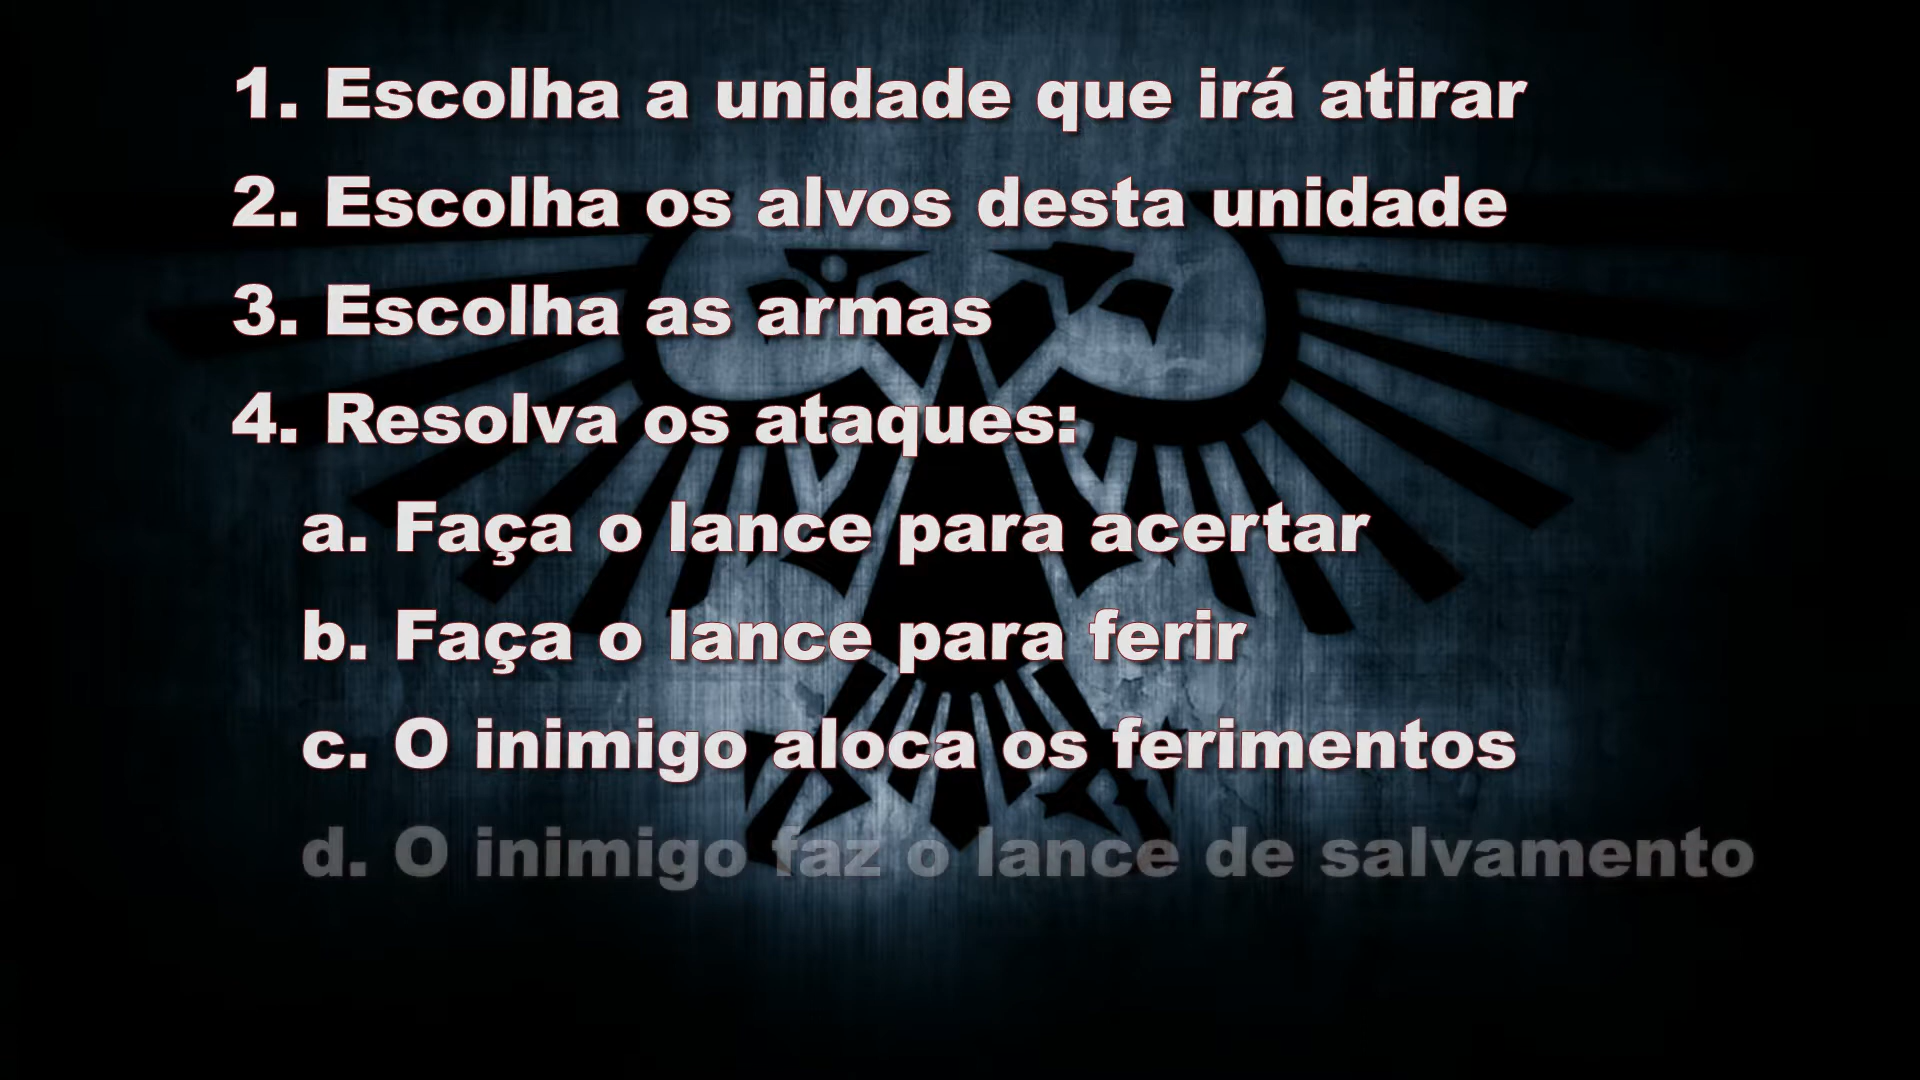 1. Escolha a unidade que irá atirar
2. Escolha os alvos desta unidade
3. Escolha as armas
4. Resolva os ataques:
a. Faça o lance para acertar
b. Faça o lance para ferir
c. O inimigo aloca os ferimentos
d. O inimigo faz o lance de salvamento